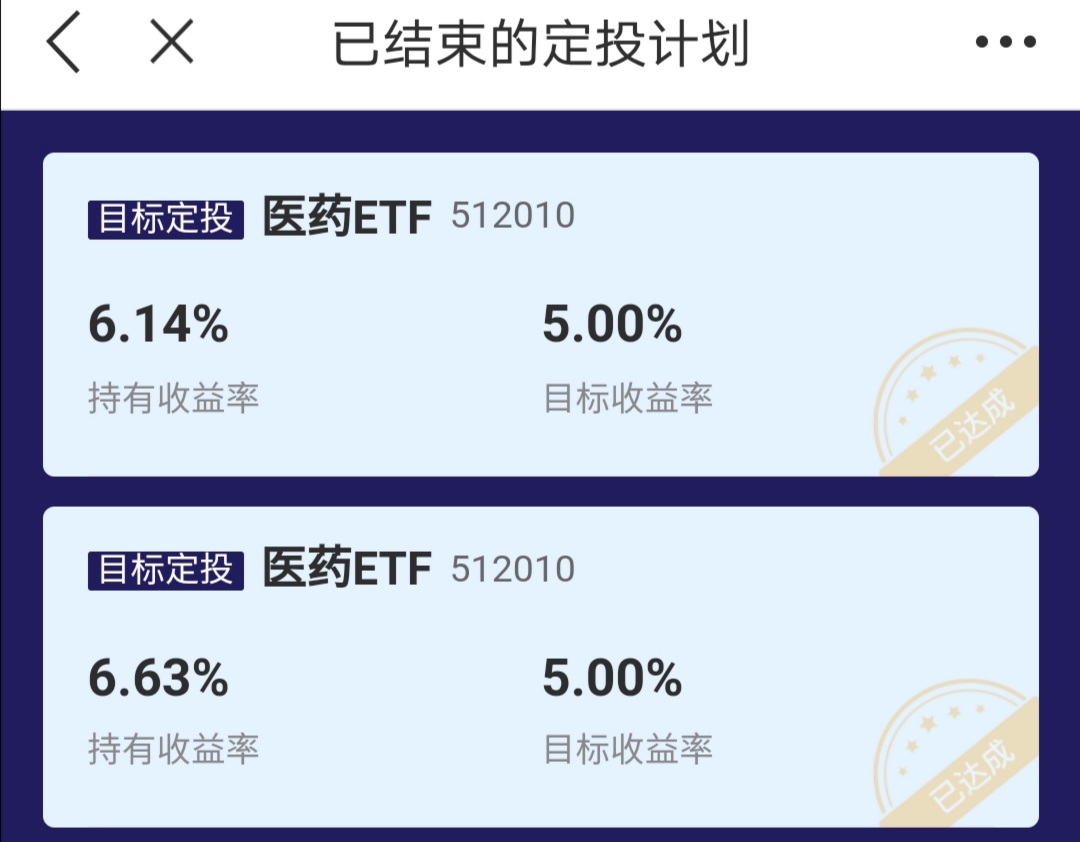 已结束的定投计划
目标定投 医药ETF 512010
6.14% 5.00%
持有收益率 目标收益率
已达成
目标定投 医药ETF 512010
6.63% 5.00%
持有收益率 目标收益率
已达成